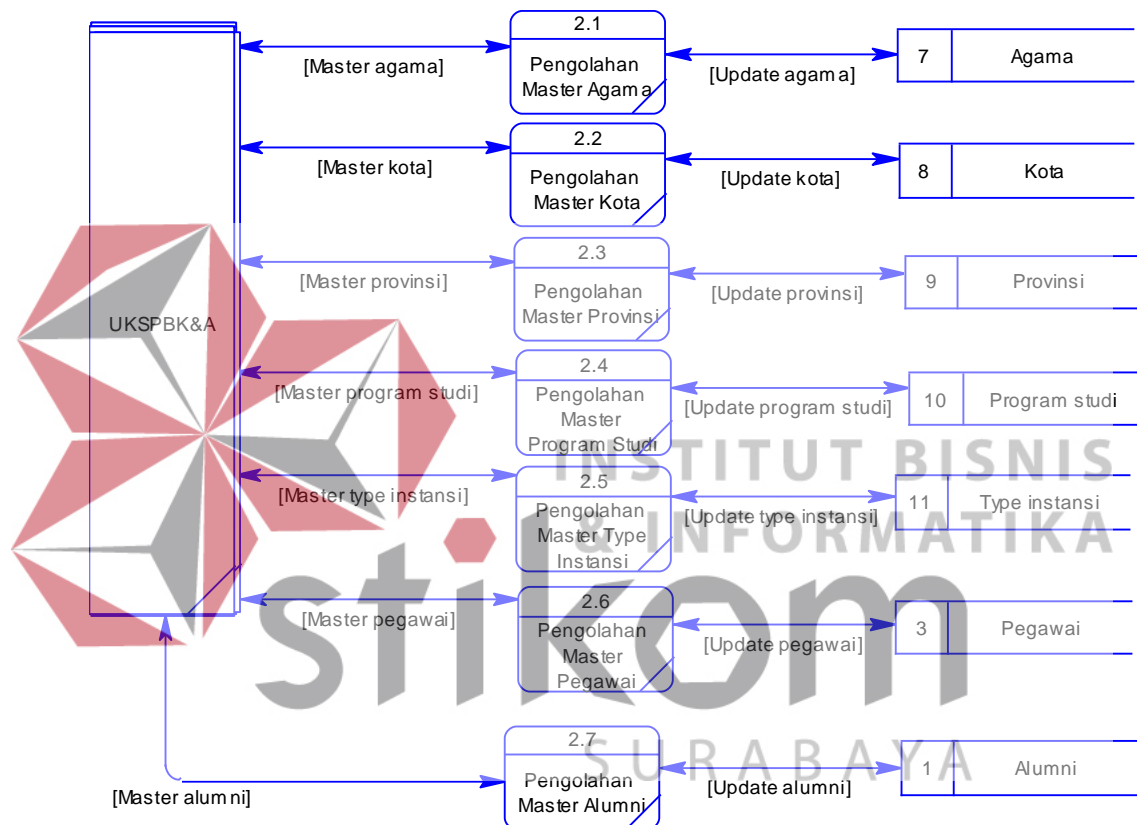 2.1
[Master agama]
Pengolahan
Master Agama
[Update agama]
7
Agama
2.2
[Master kota]
Pengolahan
Master Kota
[Update kota]
8
Kota
2.3
[Master provinsi]
Pengolahan
Master Provinsi
[Update provinsi]
9
Provinsi
UKSPBK&A
2.4
[Master program studi]
Pengolahan
Master
Program Studi
[Update program studi]
10
Program studi
INSTITUT BISNIS
2.5
[Master type instansi]
Pengolahan
Master Type
Instansi
[Update type instansi]
11
Type instansi
& INFORMATIKA
stikom
2.6
[Master pegawai]
Pengolahan
Master
Pegawai
[Update pegawai]
3
Pegawai
2.7
SURABAYA
[Master alumni]
Pengolahan
Master Alumni
[Update alumni]
1
Alumni